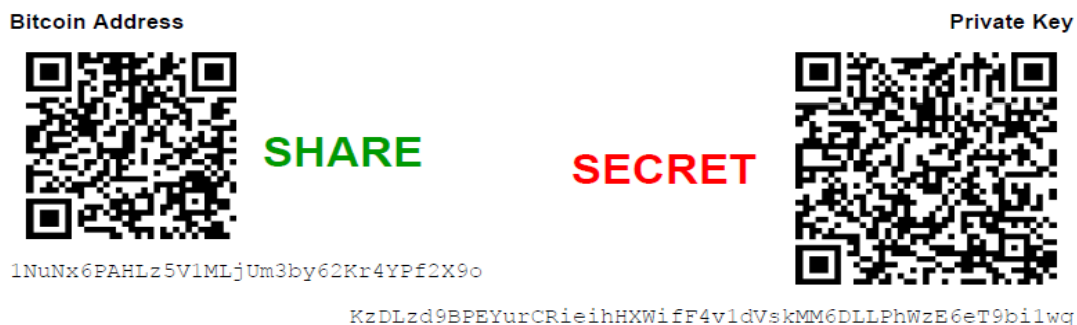 Bitcoin Address
Private Key
SHARE
SECRET
1NuNx6PAHLz5V1MLjUm3by62Kr4YPf2X9o
KzDLzd9BPEYurCRieihHXWifF4v1dVskMM6DLLPhWzE6eT9bi1wq